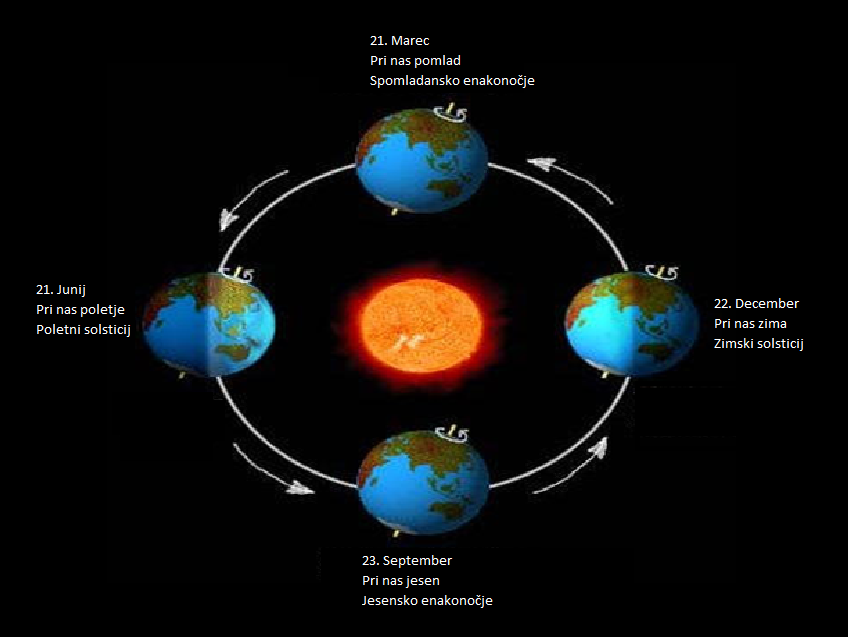 21. Marec
Pri nas pomlad
Spomladansko enakonočje
21. Junij
Pri nas poletje
Poletni solsticij
22. December
Pri nas zima
Zimski solsticij
23. September
Pri nas jesen
Jesensko enakonočje